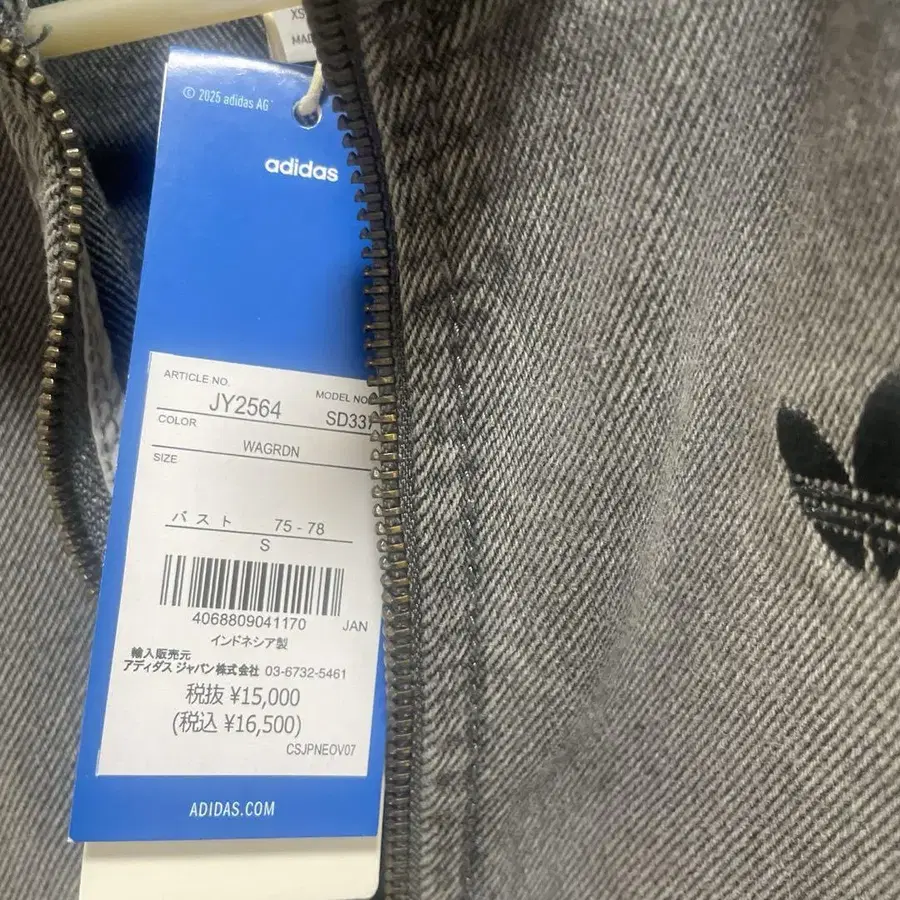 XS
© 2025 adidas AG
adidas
ARTICLE NO.
MODEL NO
JY2564
COLOR
WAGRDN
SIZE
バスト 75-78
S
4068809041170
JAN
インドネシア製
輸入販売元
アディダス ジャパン株式会社 03-6732-5461
税抜 ¥15,000
(税込 ¥16,500)
CSJPNEOV07
ADIDAS.COM